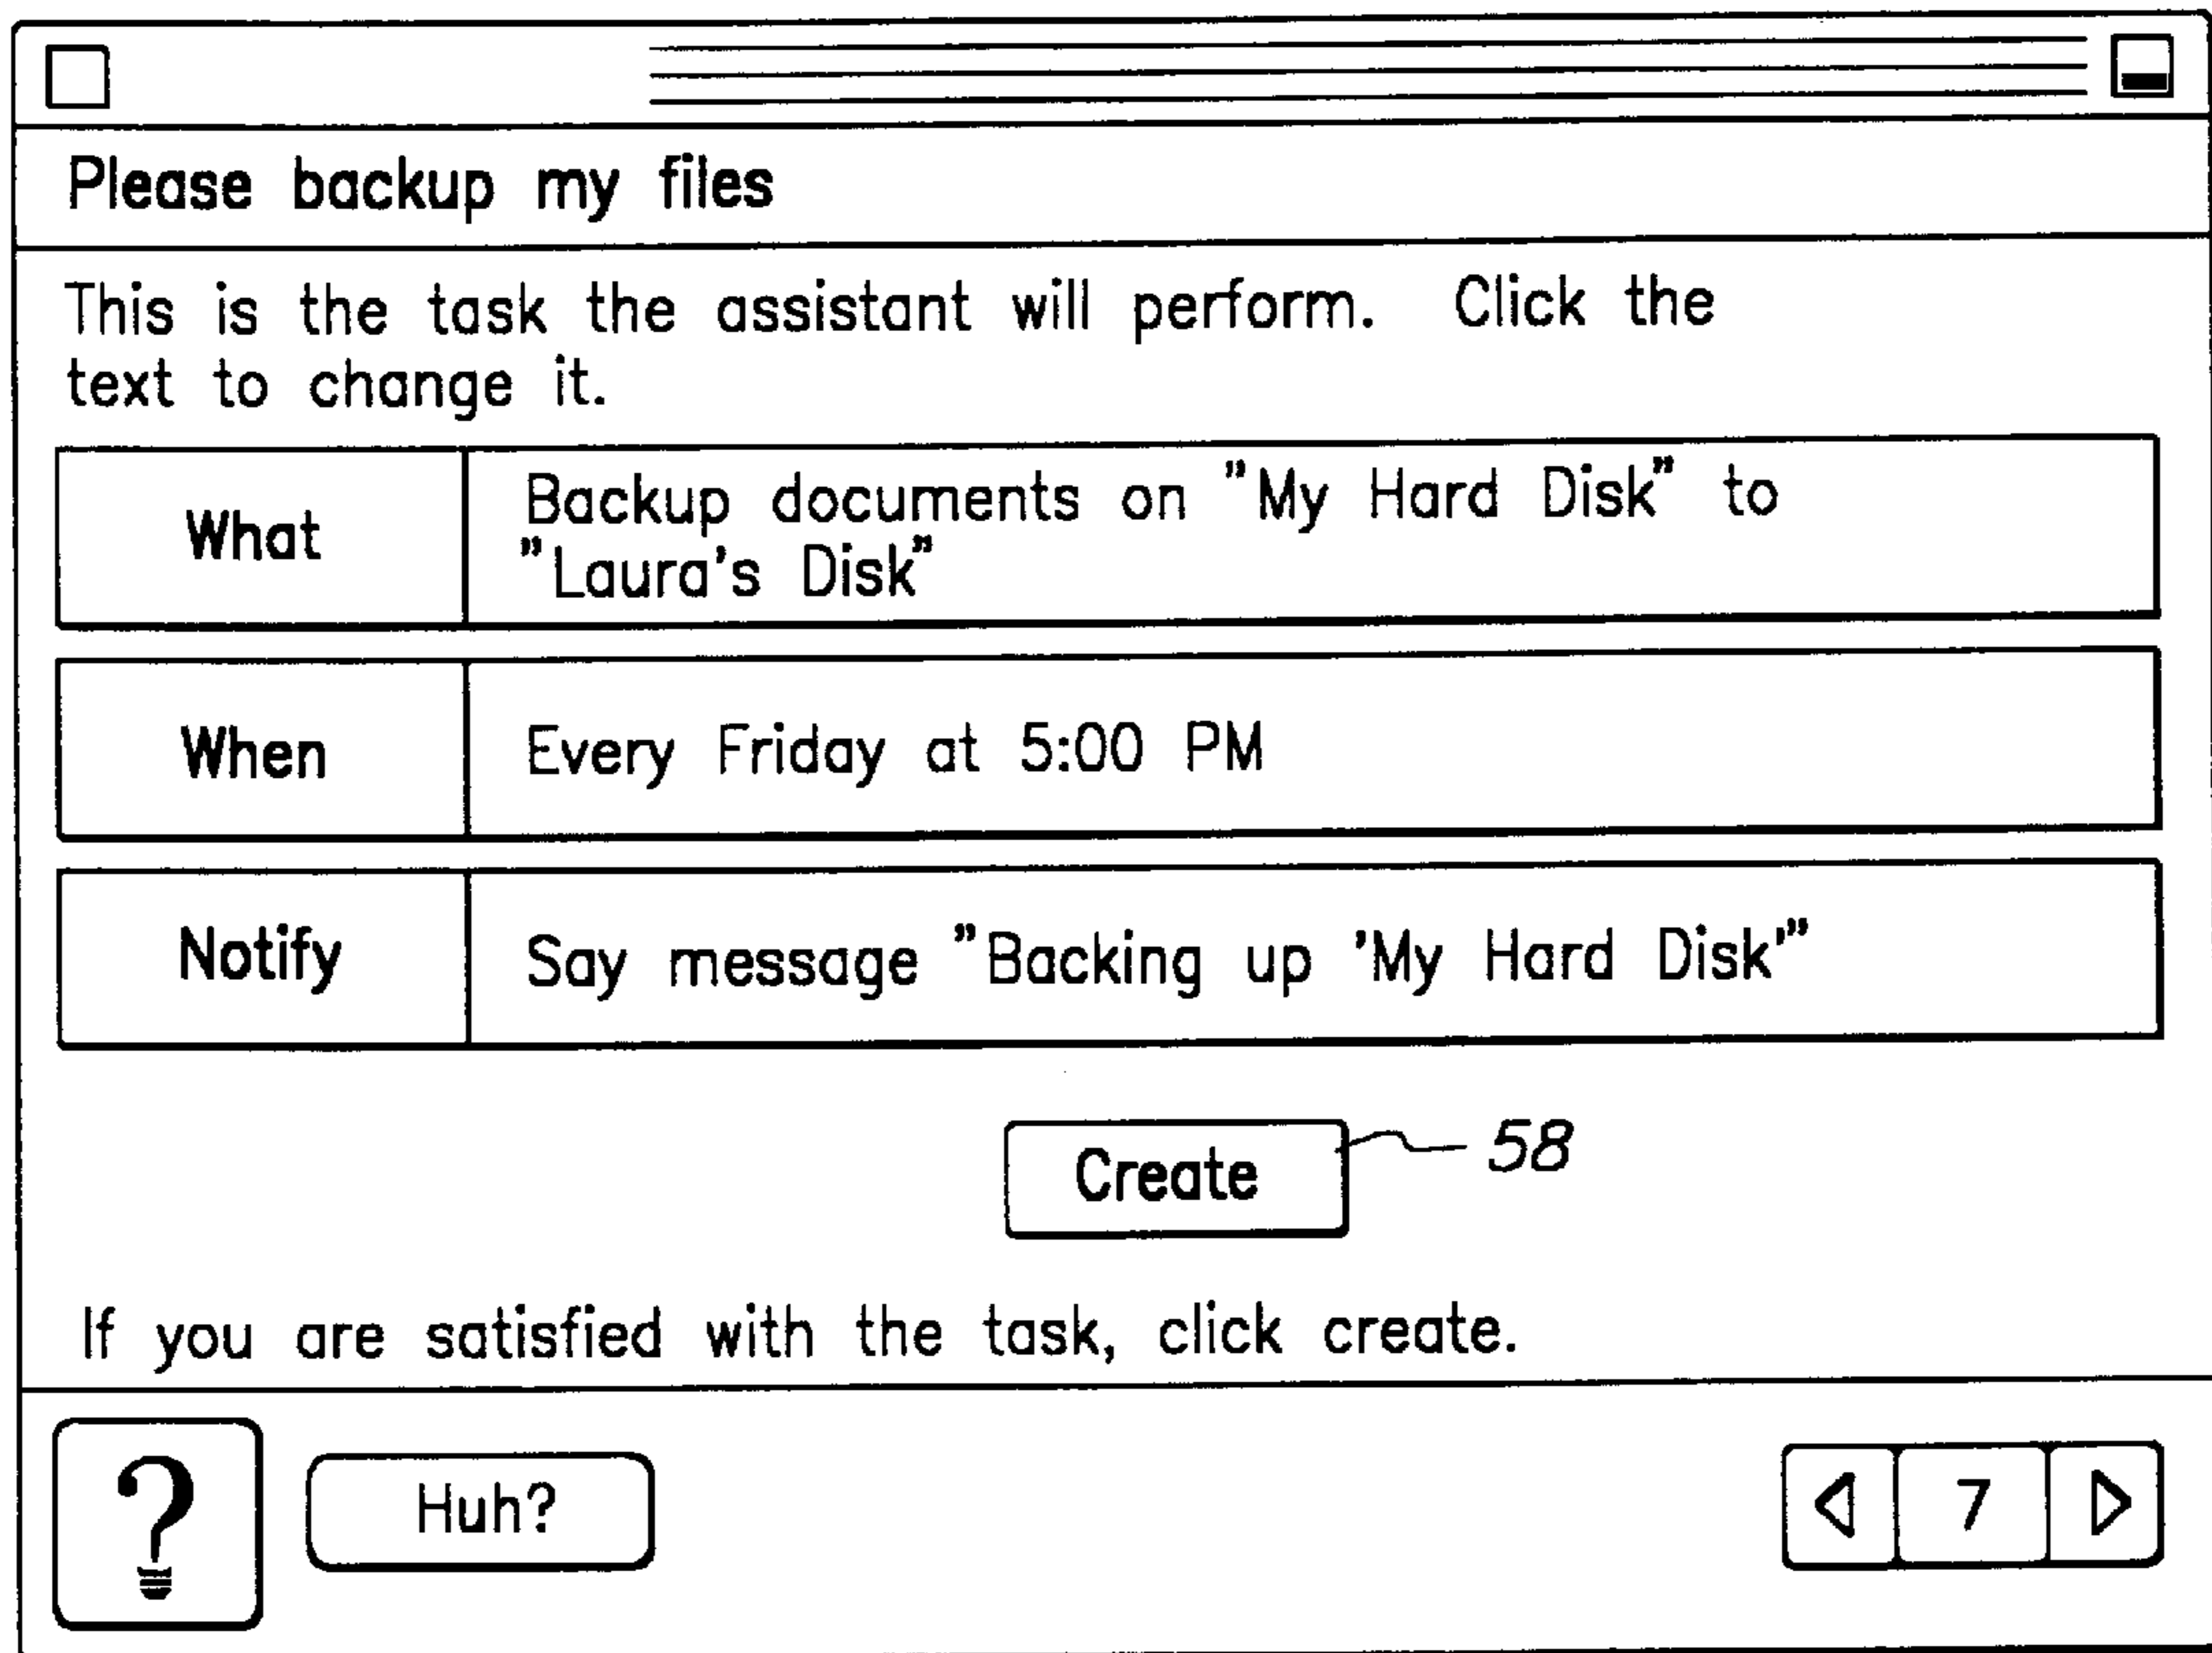 Please backup my files
This is the task the assistant will perform. Click the
text to change it.
What
Backup documents on "My Hard Disk" to
"Laura's Disk"
When
Every Friday at 5:00 PM
Notify
Say message "Backing up 'My Hard Disk'"
Create
58
If you are satisfied with the task, click create.
?
Huh?
7